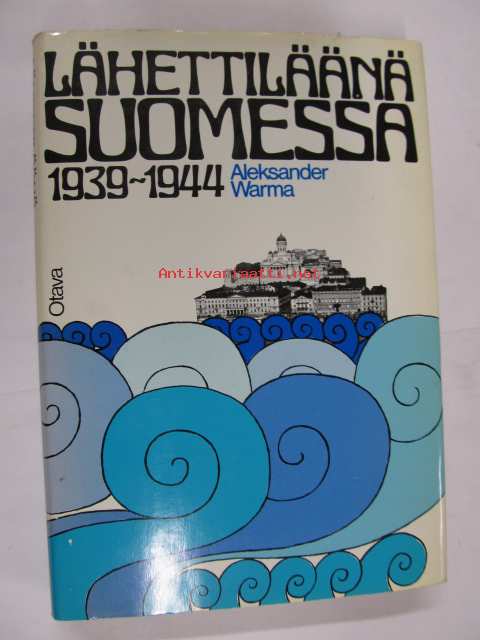 LÄHETTILÄÄNÄ
SUOMESSA
1939~1944
Aleksander
Warma
Antikvariaatti.net
Otava